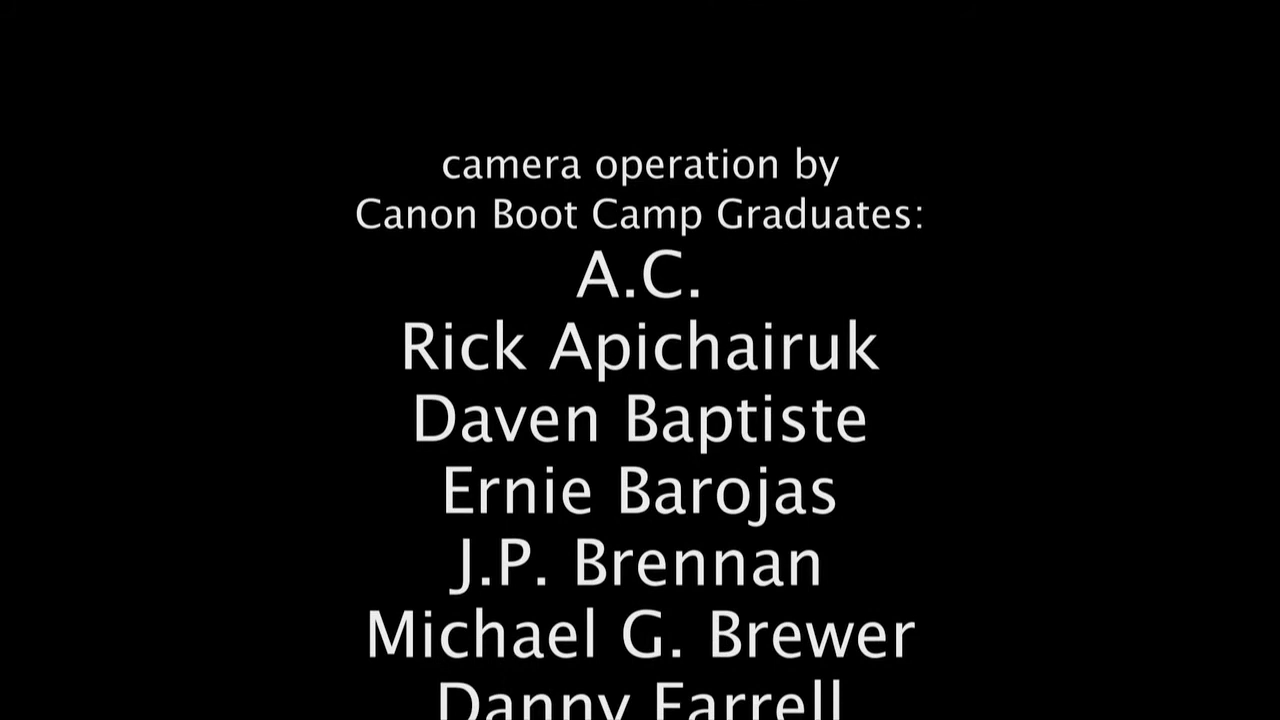 camera operation by
Canon Boot Camp Graduates:
A.C.
Rick Apichairuk
Daven Baptiste
Ernie Barojas
J.P. Brennan
Michael G. Brewer
Danny Farrell